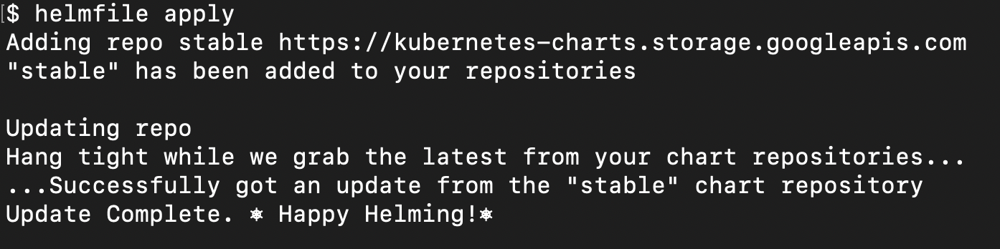 [$ helmfile apply
Adding repo stable https://kubernetes-charts.storage.googleapis.com
"stable" has been added to your repositories
Updating repo
Hang tight while we grab the latest from your chart repositories...
...Successfully got an update from the "stable" chart repository
Update Complete. ⎈ Happy Helming!⎈